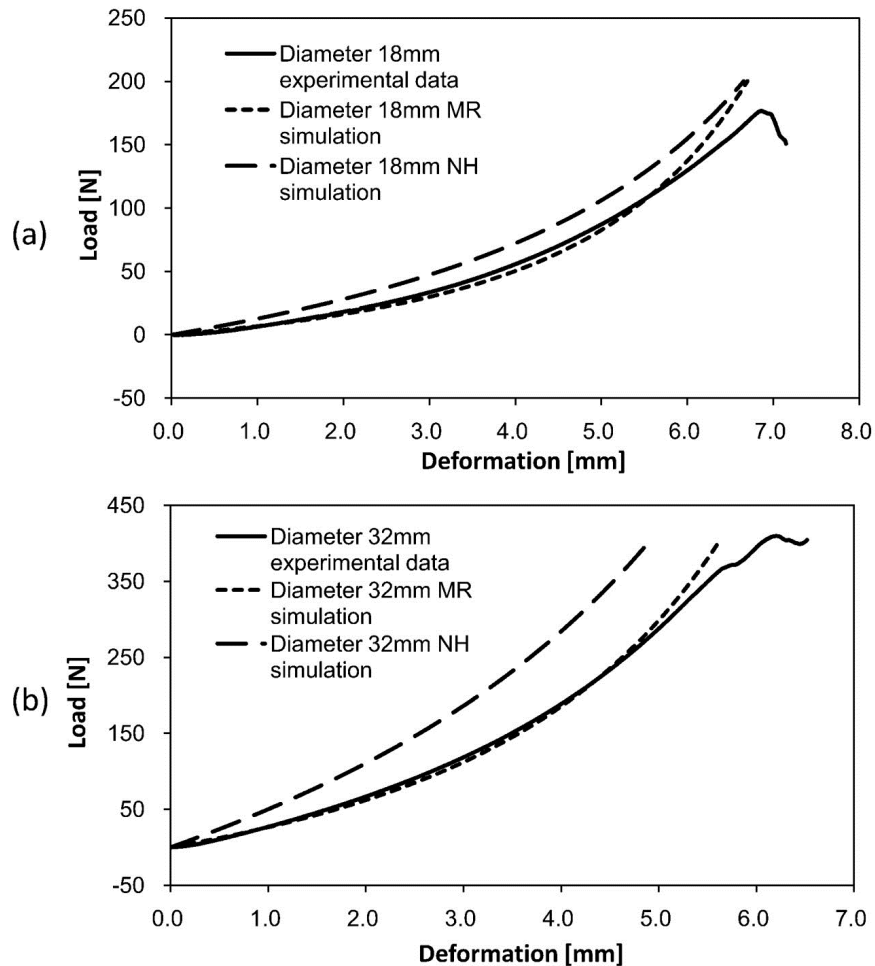 250
200
150
100
50
0
-50
Load [N]
Diameter 18mm
experimental data
Diameter 18mm MR
simulation
Diameter 18mm NH
simulation
(a)
0.0 1.0 2.0 3.0 4.0 5.0 6.0 7.0 8.0
Deformation [mm]
450
350
250
150
50
-50
Load [N]
Diameter 32mm
experimental data
Diameter 32mm MR
simulation
Diameter 32mm NH
simulation
(b)
0.0 1.0 2.0 3.0 4.0 5.0 6.0 7.0
Deformation [mm]